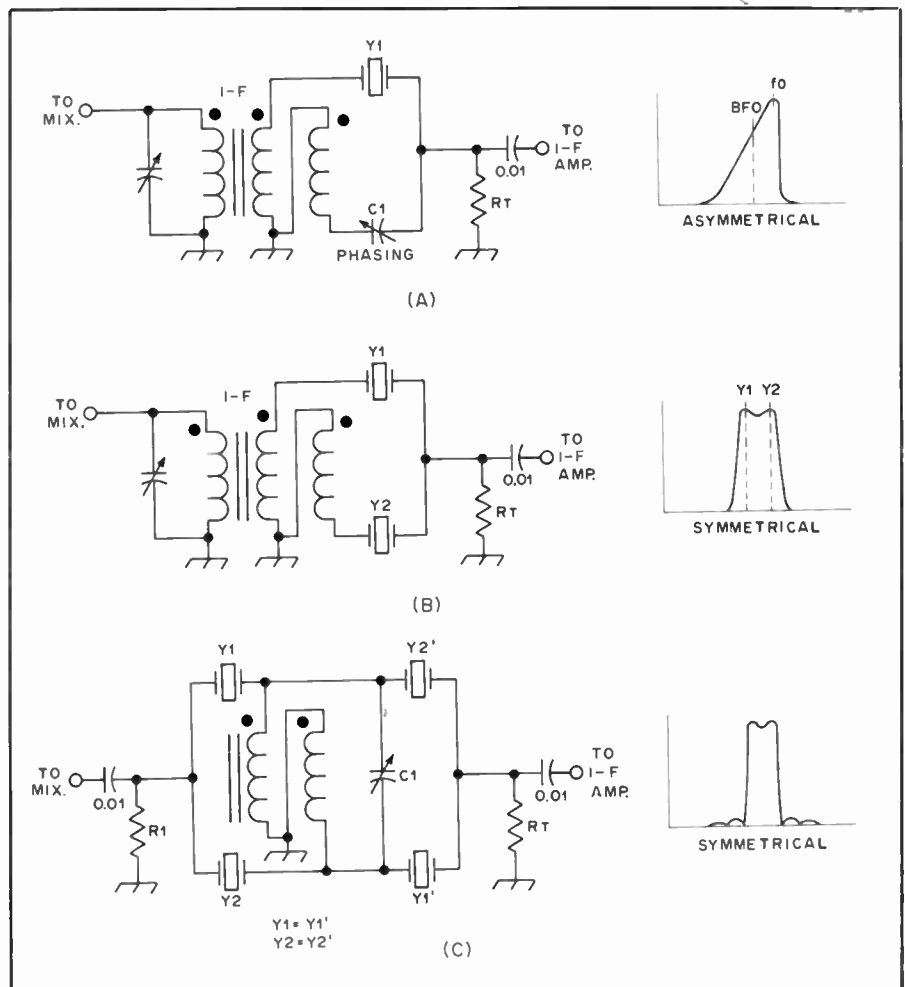 Y1
I-F
TO
MIX.
C1
PHASING
RT
0.01
TO
I-F
AMP.
BFO
fo
ASYMMETRICAL
(A)
Y1
I-F
TO
MIX.
Y2
RT
0.01
TO
I-F
AMP.
Y1 Y2
SYMMETRICAL
(B)
Y1
Y2'
TO
MIX.
0.01
R1
C1
RT
0.01
TO
I-F
AMP.
Y2
Y1'
SYMMETRICAL
Y1= Y1'
Y2=Y2'
(C)